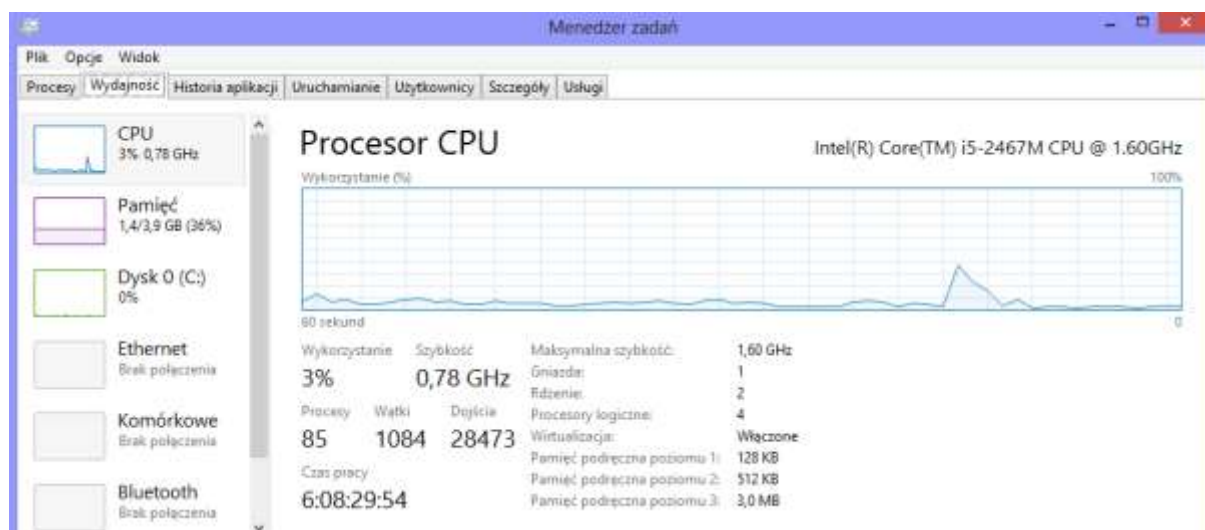 Menedżer zadań
Plik Opcje Widok
Procesy Wydajność Historia aplikacji Uruchamianie Użytkownicy Szczegóły Usługi
CPU
3% 0,78 GHz
Pamięć
1,4/3,9 GB (36%)
Dysk 0 (C:)
0%
Ethernet
Brak połączenia
Komórkowe
Brak połączenia
Bluetooth
Brak połączenia
Procesor CPU
Intel(R) Core(TM) i5-2467M CPU @ 1.60GHz
Wykorzystanie (%) 100%
60 sekund 0
Wykorzystanie Szybkość
3% 0,78 GHz
Procesy Wątki Dojścia
85 1084 28473
Czas pracy
6:08:29:54
Maksymalna szybkość: 1,60 GHz
Gniazda: 1
Rdzenie: 2
Procesory logiczne: 4
Wirtualizacja: Włączone
Pamięć podręczna poziomu 1: 128 KB
Pamięć podręczna poziomu 2: 512 KB
Pamięć podręczna poziomu 3: 3,0 MB